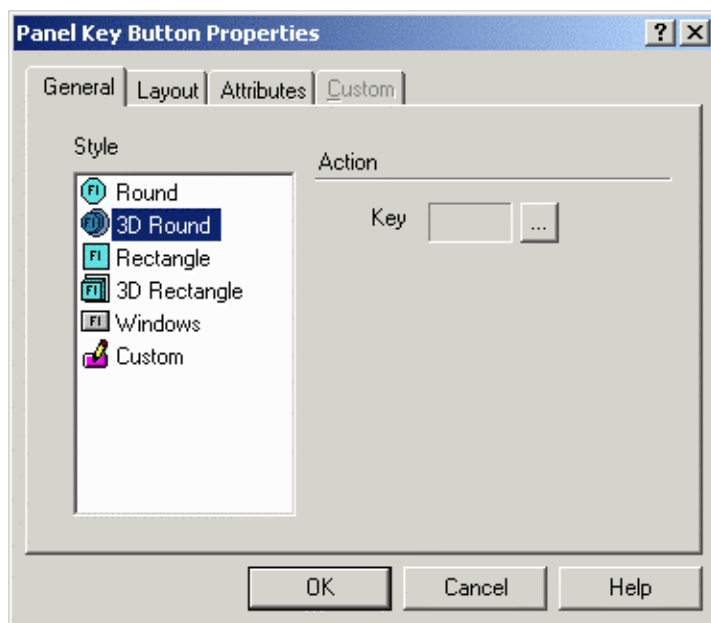 Panel Key Button Properties
General Layout Attributes Custom
Style
Action
Round
3D Round
Key ...
Rectangle
3D Rectangle
Windows
Custom
OK Cancel Help